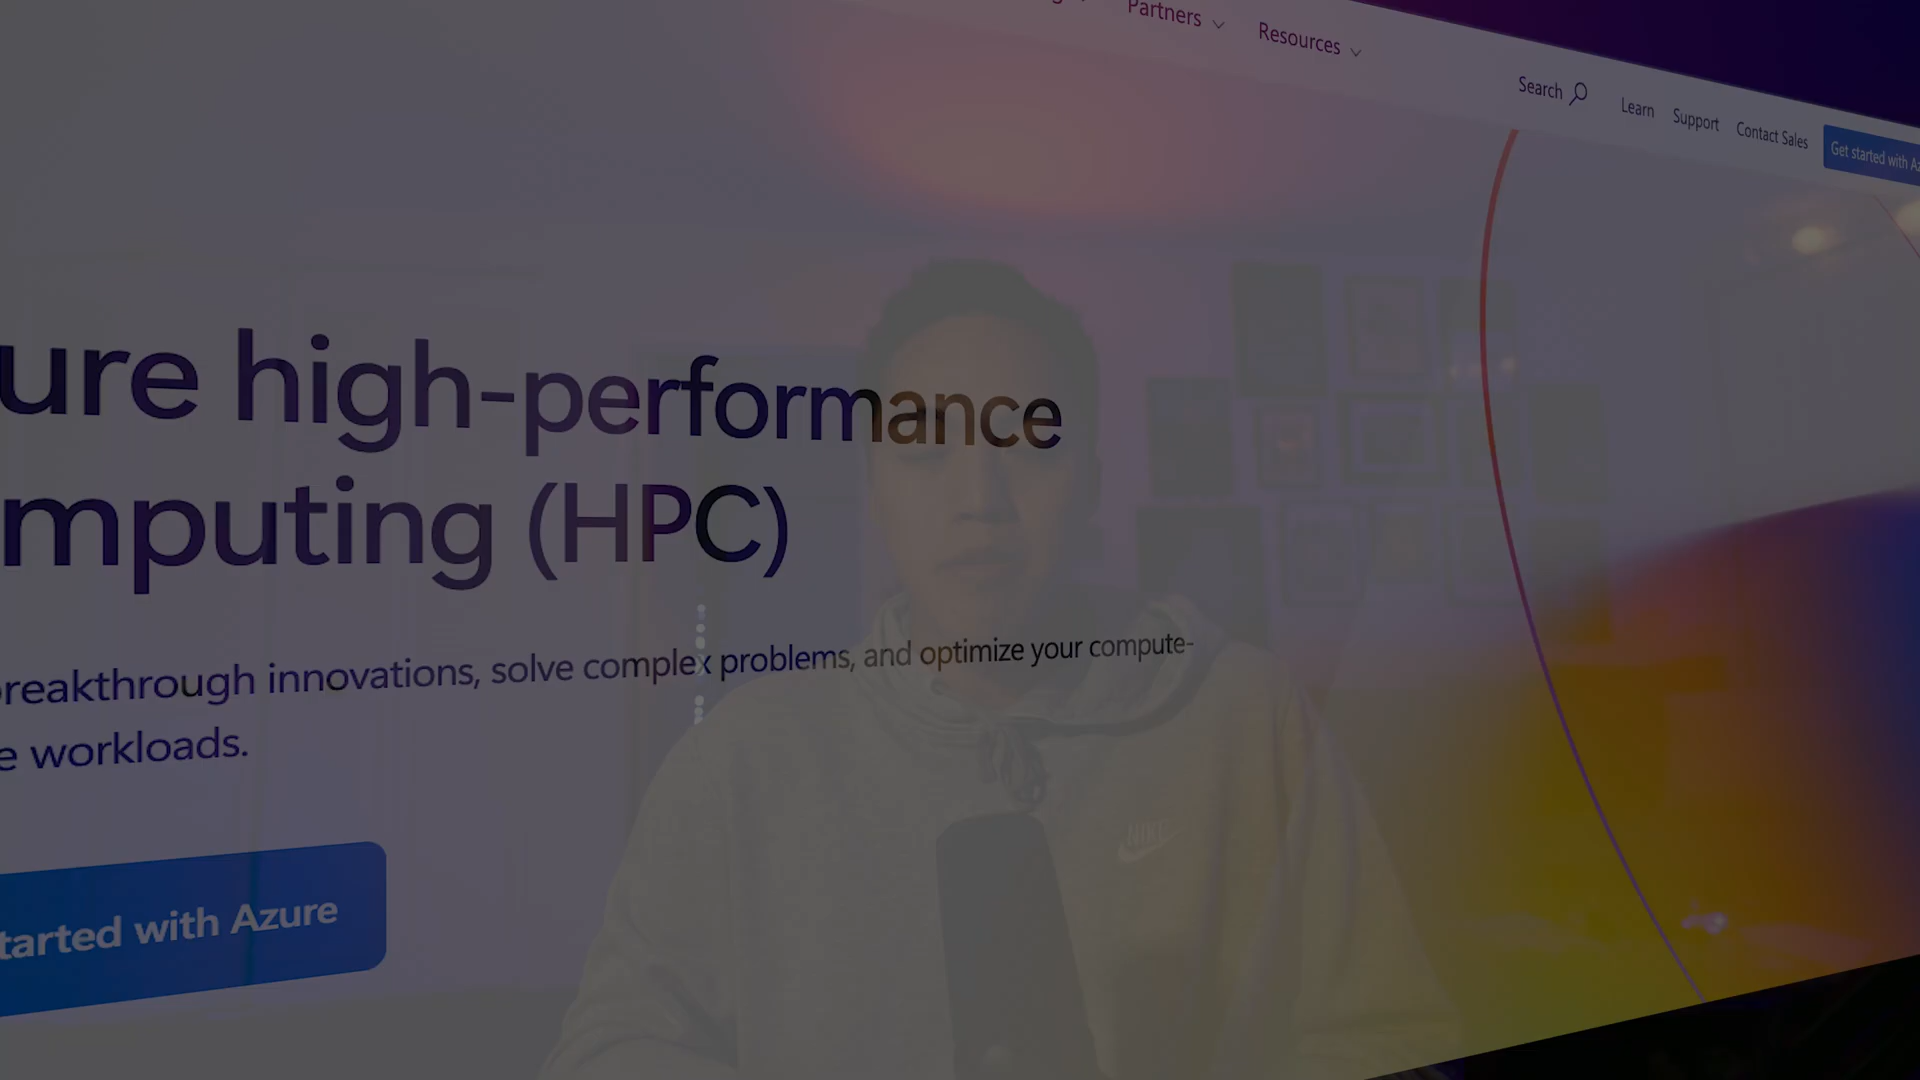 Partners
Resources
Search
Learn
Support
Contact Sales
Get started with
ure high-performance
mputing (HPC)
reakthrough innovations, solve complex problems, and optimize your compute-
e workloads.
tarted with Azure
NIKE